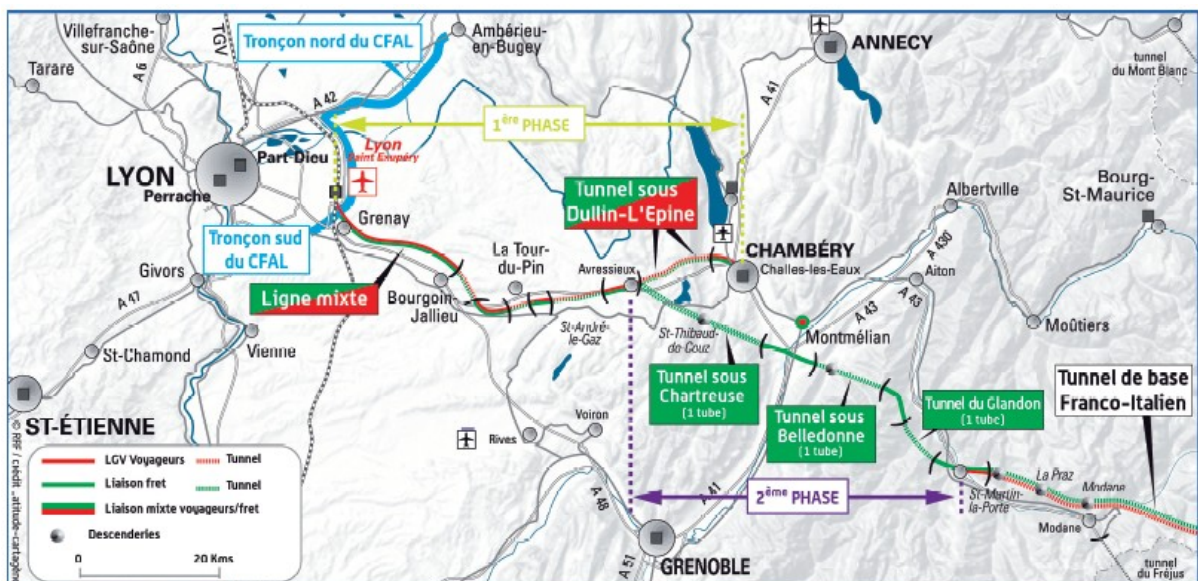 Villefranche-
sur-Saône
TGV
Tronçon nord du CFAL
Ambérieu-
en-Bugey
ANNECY
tunnel
du Mont Blanc
Tarare
A 6
A 42
A 41
1ère PHASE
Part-Dieu
LYON
Perrache
Lyon
Grenay
Tunnel sous
Dullin-L'Epine
Albertville
Bourg-
St-Maurice
Tronçon sud
du CFAL
La Tour-
du-Pin
Avressieux
CHAMBÉRY
Challes-les-Eaux
A 430
Aiton
Givors
A 47
Ligne mixte
Bourgoin-
Jallieu
A 43
A 43
St-André-
le-Gaz
Montmélian
Moûtiers
St-Chamond
Vienne
Tunnel sous
Chartreuse
(1 tube)
Tunnel sous
Belledonne
(1 tube)
Tunnel du Glandon
(1 tube)
Tunnel de base
Franco-Italien
ST-ÉTIENNE
Voiron
Rives
LGV Voyageurs
Tunnel
Liaison fret
Tunnel
Liaison mixte voyageurs/fret
Descenderies
0 20 Kms
A 48
A 41
2ème PHASE
La Praz
Modane
St-Martin-
la-Porte
Modane
A 51
GRENOBLE
tunnel
du Fréjus